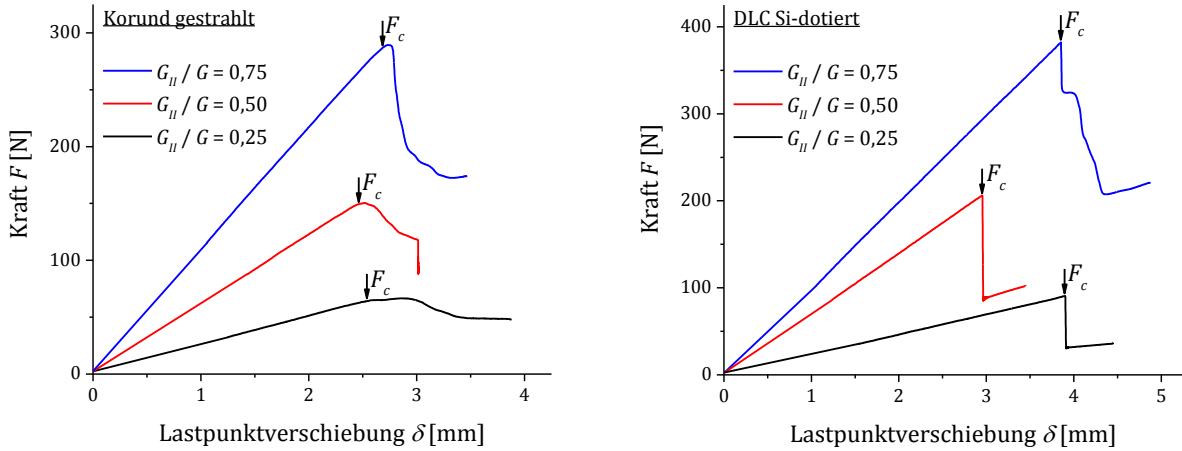 Korund gestrahlt
G_II / G = 0,75
G_II / G = 0,50
G_II / G = 0,25
F_c
F_c
F_c
300
200
100
0
Kraft F [N]
0 1 2 3 4
Lastpunktverschiebung δ [mm]
DLC Si-dotiert
G_II / G = 0,75
G_II / G = 0,50
G_II / G = 0,25
F_c
F_c
F_c
400
300
200
100
0
Kraft F [N]
0 1 2 3 4 5
Lastpunktverschiebung δ [mm]